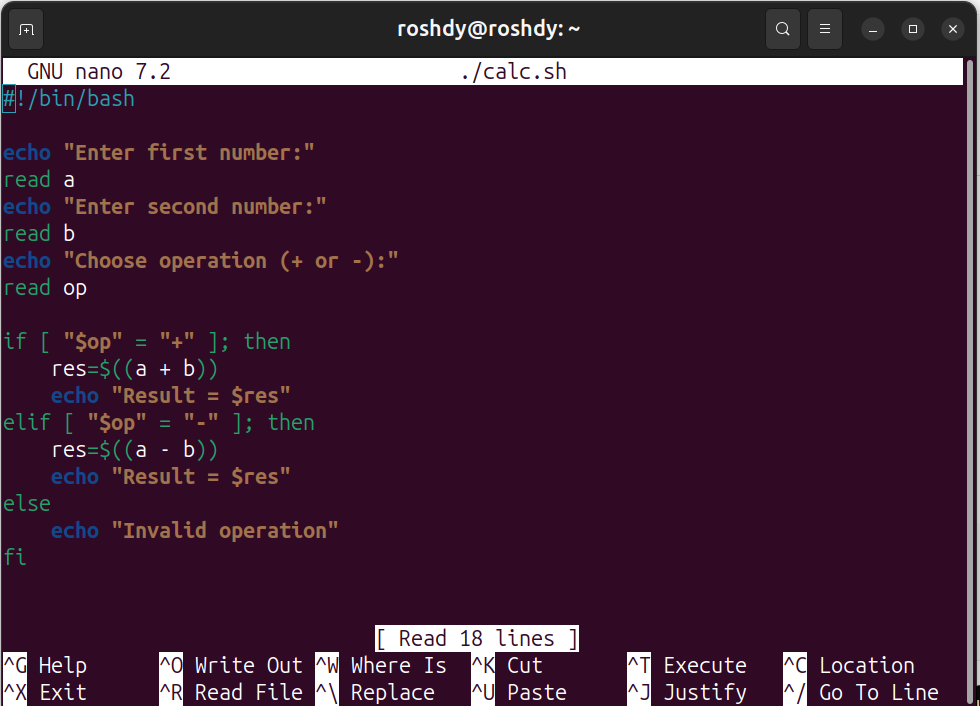 roshdy@roshdy: ~
GNU nano 7.2 ./calc.sh
#!/bin/bash
echo "Enter first number:"
read a
echo "Enter second number:"
read b
echo "Choose operation (+ or -):"
read op
if [ "$op" = "+" ]; then
    res=$((a + b))
    echo "Result = $res"
elif [ "$op" = "-" ]; then
    res=$((a - b))
    echo "Result = $res"
else
    echo "Invalid operation"
fi
[ Read 18 lines ]
^G Help ^O Write Out ^W Where Is ^K Cut ^T Execute ^C Location
^X Exit ^R Read File ^\ Replace ^U Paste ^J Justify ^/ Go To Line